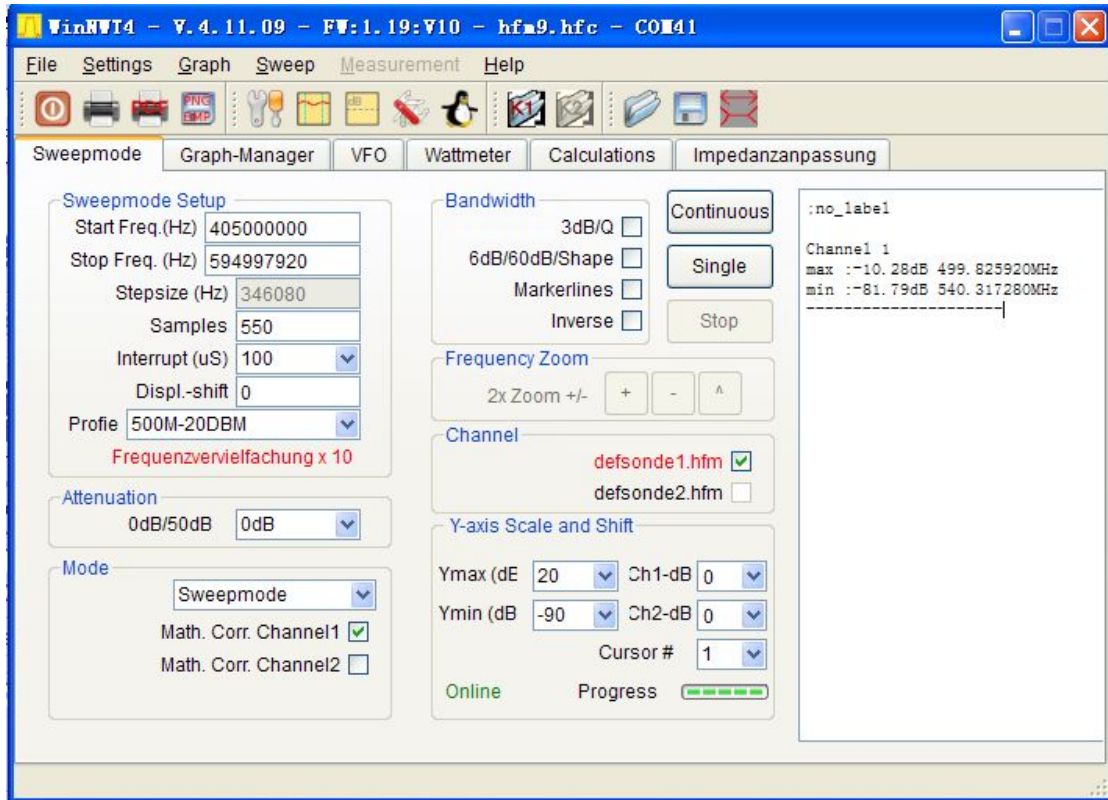 WinNWT4 - V.4.11.09 - FW:1.19:V10 - hfm9.hfc - COM41
File Settings Graph Sweep Measurement Help
PDF PNG BMP dB K1 K2
Sweepmode Graph-Manager VFO Wattmeter Calculations Impedanzanpassung
Sweepmode Setup
Start Freq.(Hz) 405000000
Stop Freq. (Hz) 594997920
Stepsize (Hz) 346080
Samples 550
Interrupt (uS) 100
Displ.-shift 0
Profie 500M-20DBM
Frequenzvervielfachung x 10
Attenuation
0dB/50dB 0dB
Mode
Sweepmode
Math. Corr. Channel1
Math. Corr. Channel2
Bandwidth
3dB/Q
6dB/60dB/Shape
Markerlines
Inverse
Continuous
Single
Stop
Frequency Zoom
2x Zoom +/- + - ^
Channel
defsonde1.hfm
defsonde2.hfm
Y-axis Scale and Shift
Ymax (dE 20 Ch1-dB 0
Ymin (dB -90 Ch2-dB 0
Cursor # 1
Online Progress
;no_label
Channel 1
max :-10.28dB 499.825920MHz
min :-81.79dB 540.317280MHz
----------------------